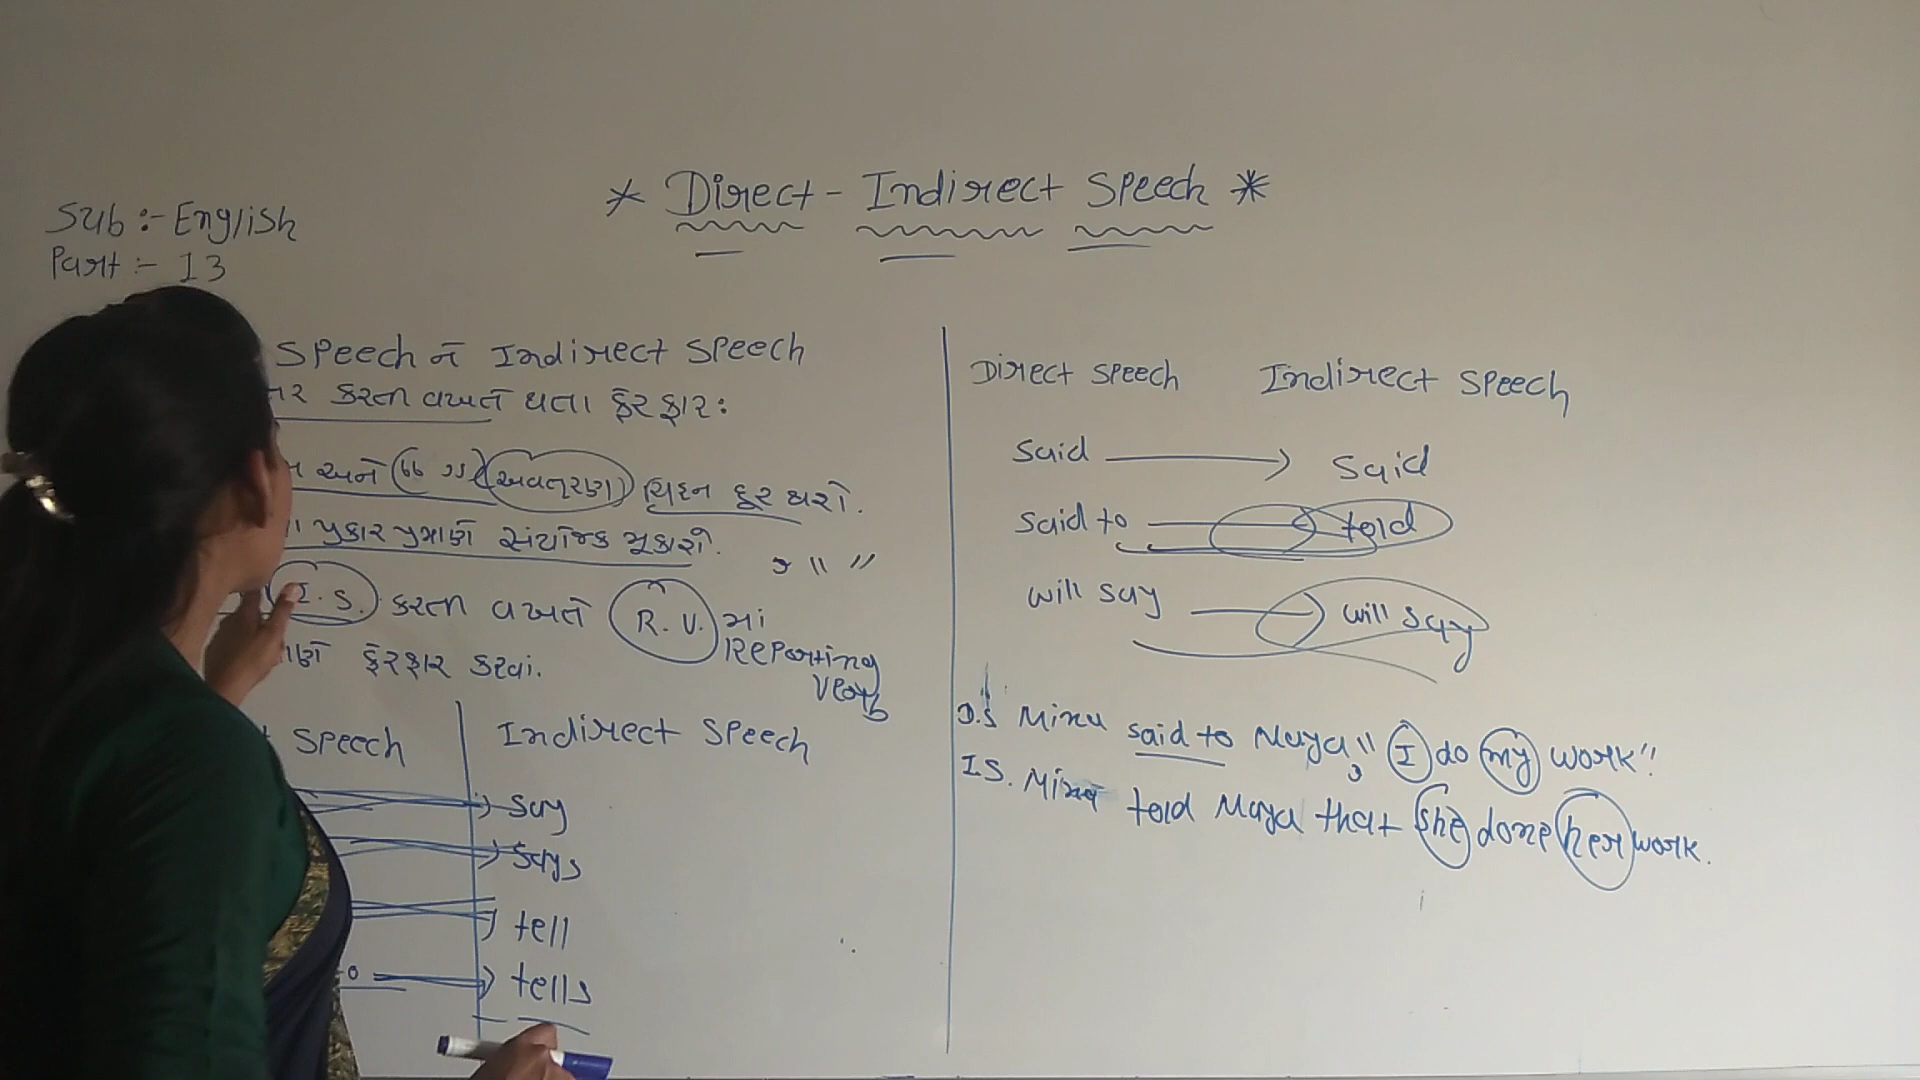 * Direct - Indirect Speech *
Sub :- English
Part :- 13
Speech ને Indirect Speech
કરતા વખતે થતા ફેરફાર :
અને (“ ”) (અવતરણ) ચિહ્ન દૂર થશે.
પ્રકાર પ્રમાણે સંયોજક મૂકાશે.
, " "
I. S. કરતા વખતે R. V. માં
Reporting
Verb
ફેરફાર કરવાં.
Speech Indirect Speech
say
says
tell
tells
Direct Speech Indirect Speech
Said → Said
Said to → told
will say → will say
D.S Minu said to Maya, " I do my work".
I.S. Minu told Maya that she done her work.